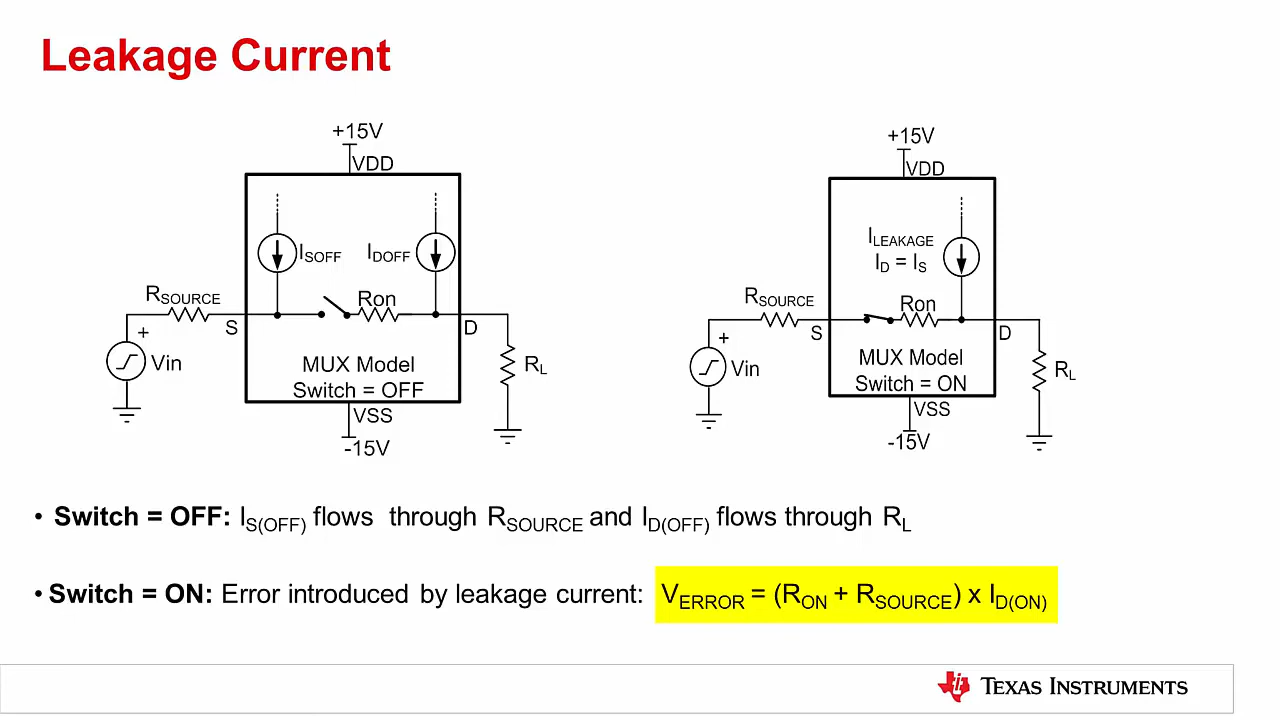 Leakage Current
+15V
VDD
ISOFF
IDOFF
RSOURCE
Ron
S
D
+
Vin
MUX Model
Switch = OFF
RL
VSS
-15V
+15V
VDD
ILEAKAGE
ID = IS
RSOURCE
Ron
S
D
+
Vin
MUX Model
Switch = ON
RL
VSS
-15V
• Switch = OFF: IS(OFF) flows through RSOURCE and ID(OFF) flows through RL
• Switch = ON: Error introduced by leakage current: VERROR = (RON + RSOURCE) x ID(ON)
TEXAS INSTRUMENTS